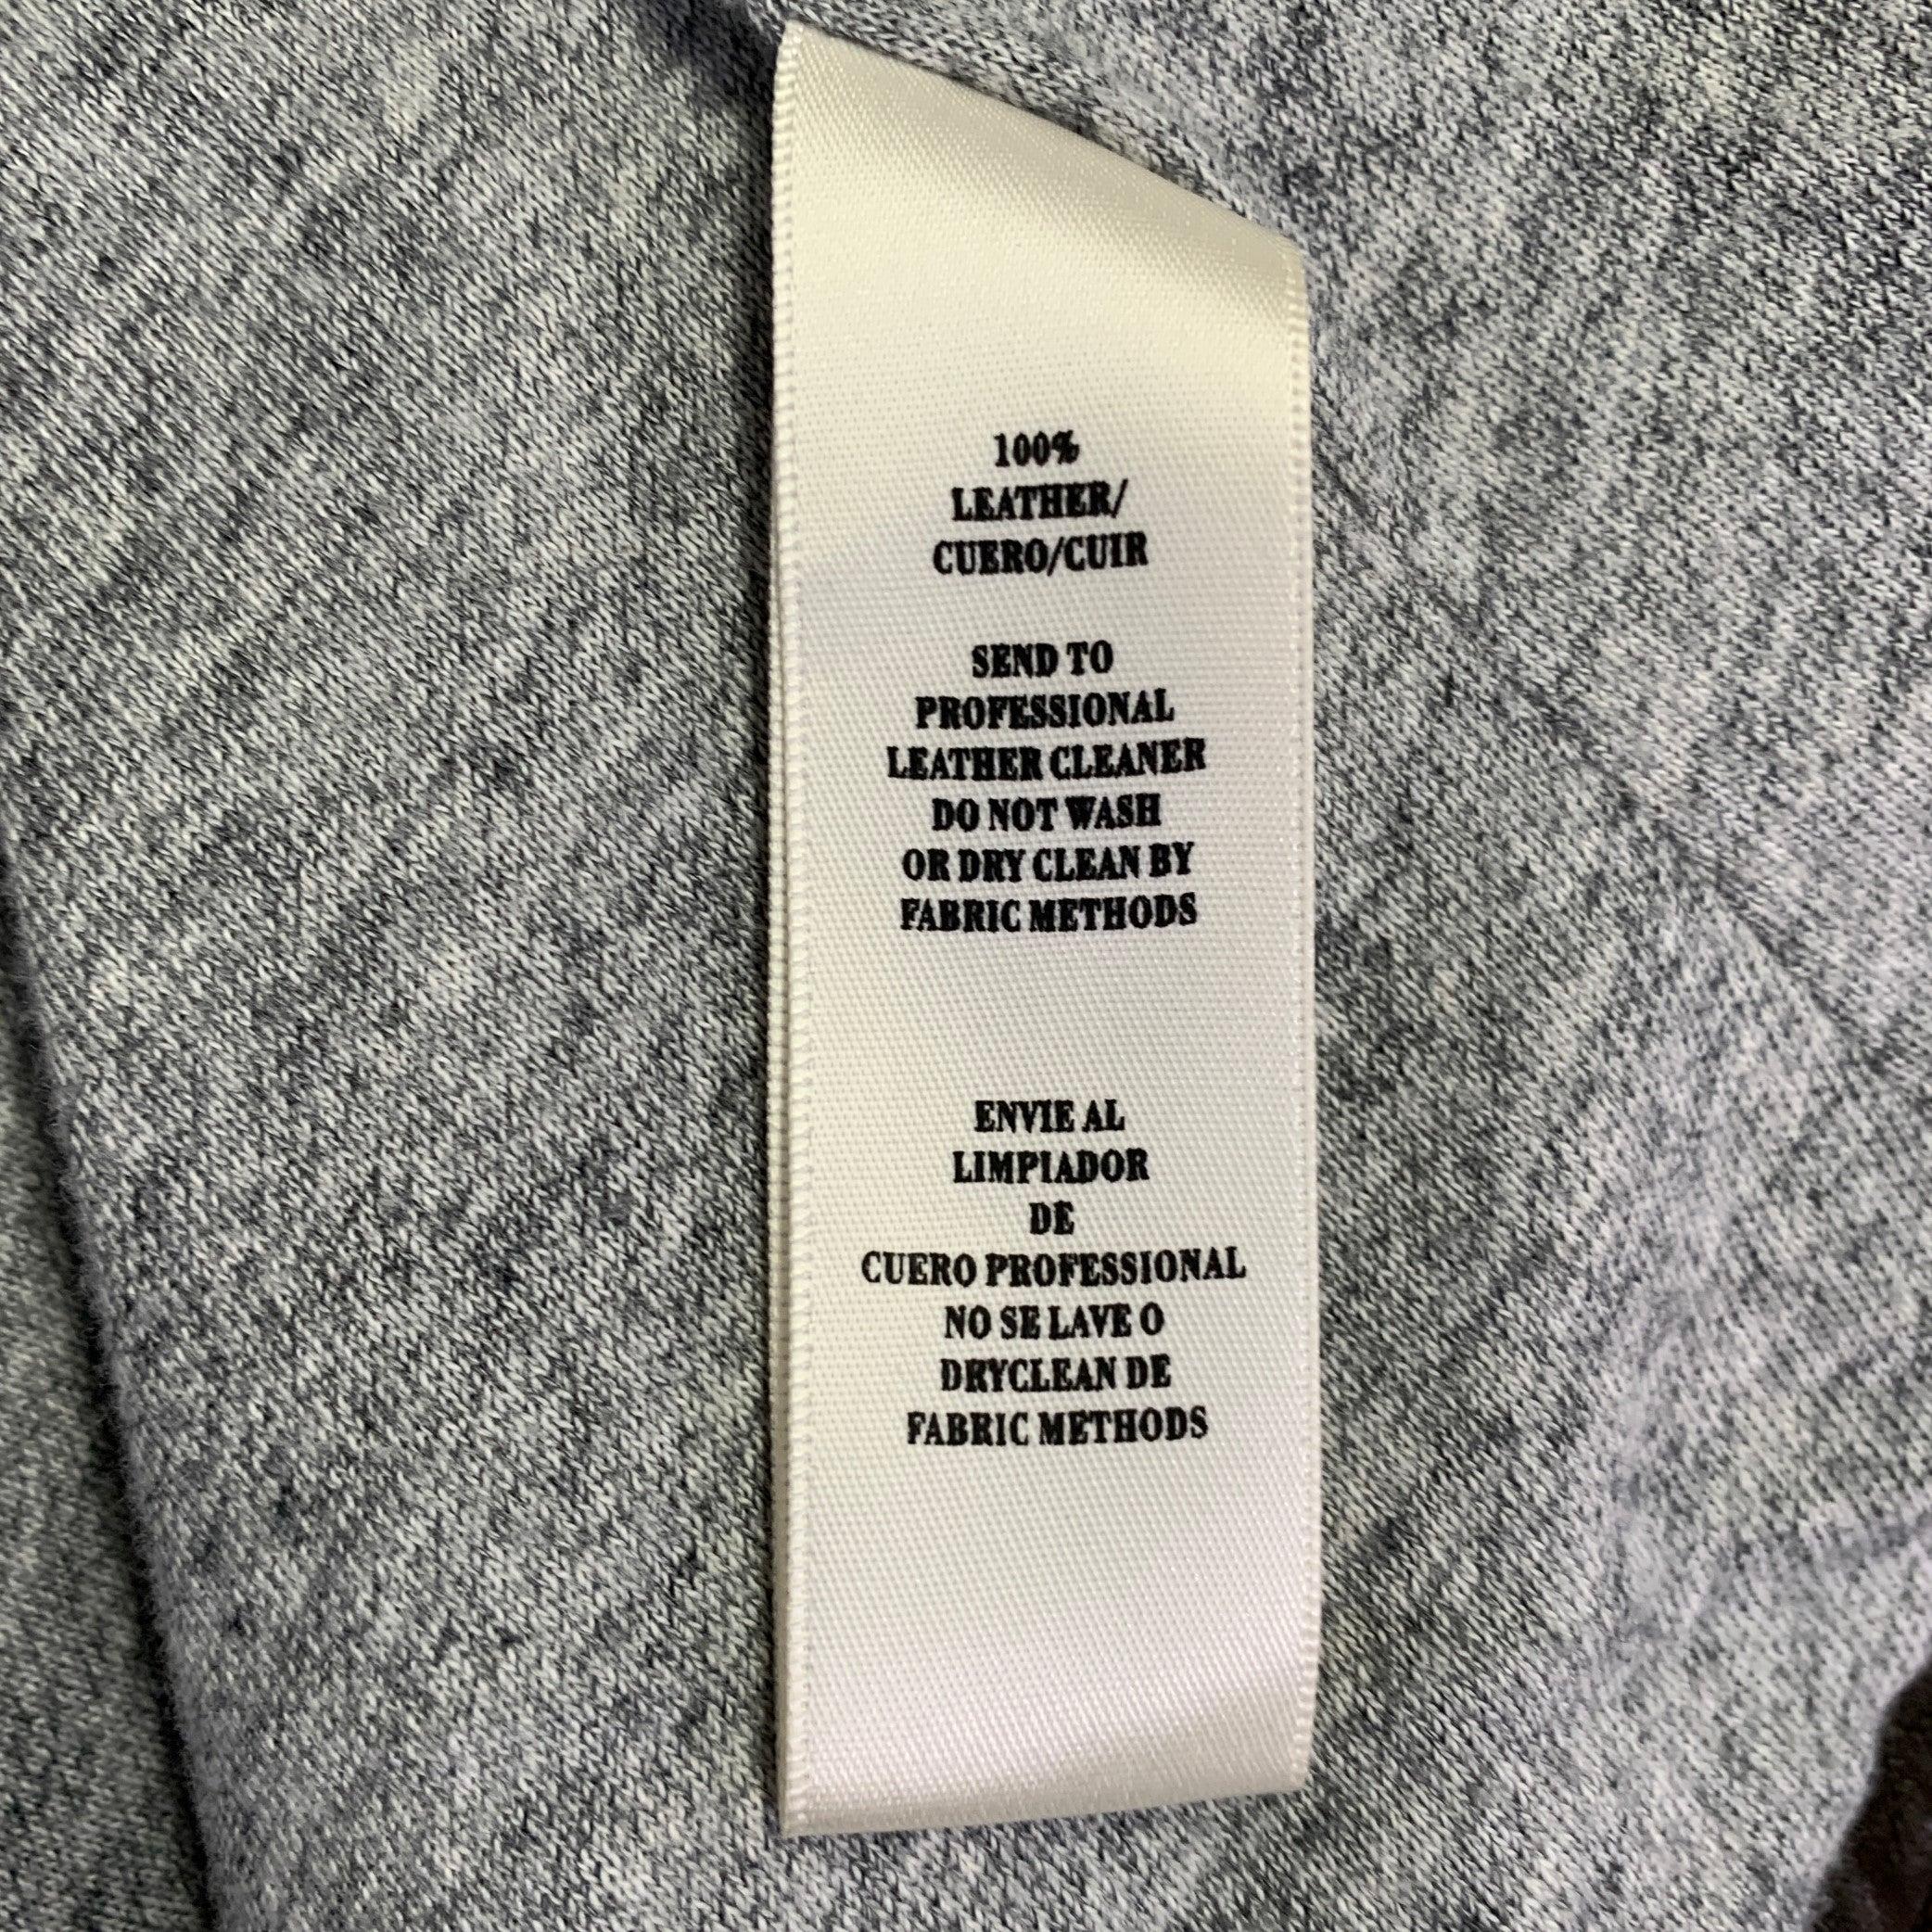 100%
LEATHER/
CUERO/CUIR
SEND TO
PROFESSIONAL
LEATHER CLEANER
DO NOT WASH
OR DRY CLEAN BY
FABRIC METHODS
ENVIE AL
LIMPIADOR
DE
CUERO PROFESSIONAL
NO SE LAVE O
DRYCLEAN DE
FABRIC METHODS